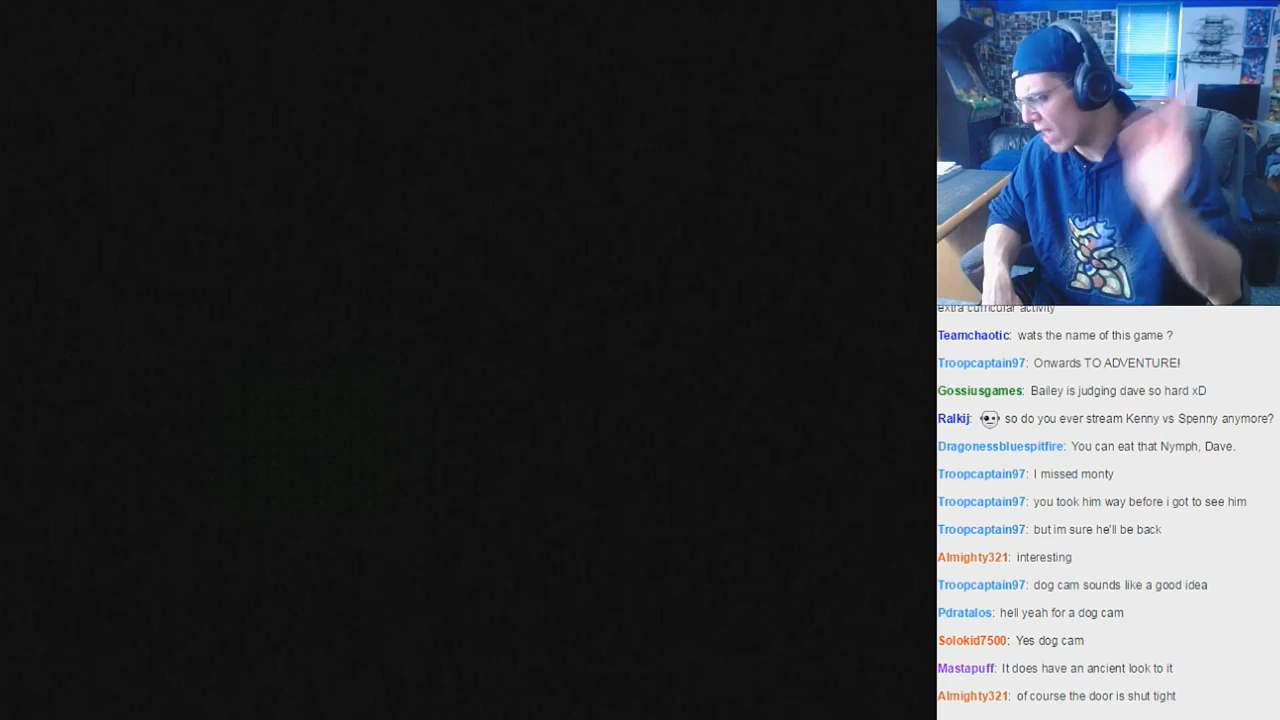 extra curricular activity
Teamchaotic: wats the name of this game ?
Troopcaptain97: Onwards TO ADVENTURE!
Gossiusgames: Bailey is judging dave so hard xD
Ralkij: so do you ever stream Kenny vs Spenny anymore?
Dragonessbluespitfire: You can eat that Nymph, Dave.
Troopcaptain97: I missed monty
Troopcaptain97: you took him way before i got to see him
Troopcaptain97: but im sure he'll be back
Almighty321: interesting
Troopcaptain97: dog cam sounds like a good idea
Pdratalos: hell yeah for a dog cam
Solokid7500: Yes dog cam
Mastapuff: It does have an ancient look to it
Almighty321: of course the door is shut tight